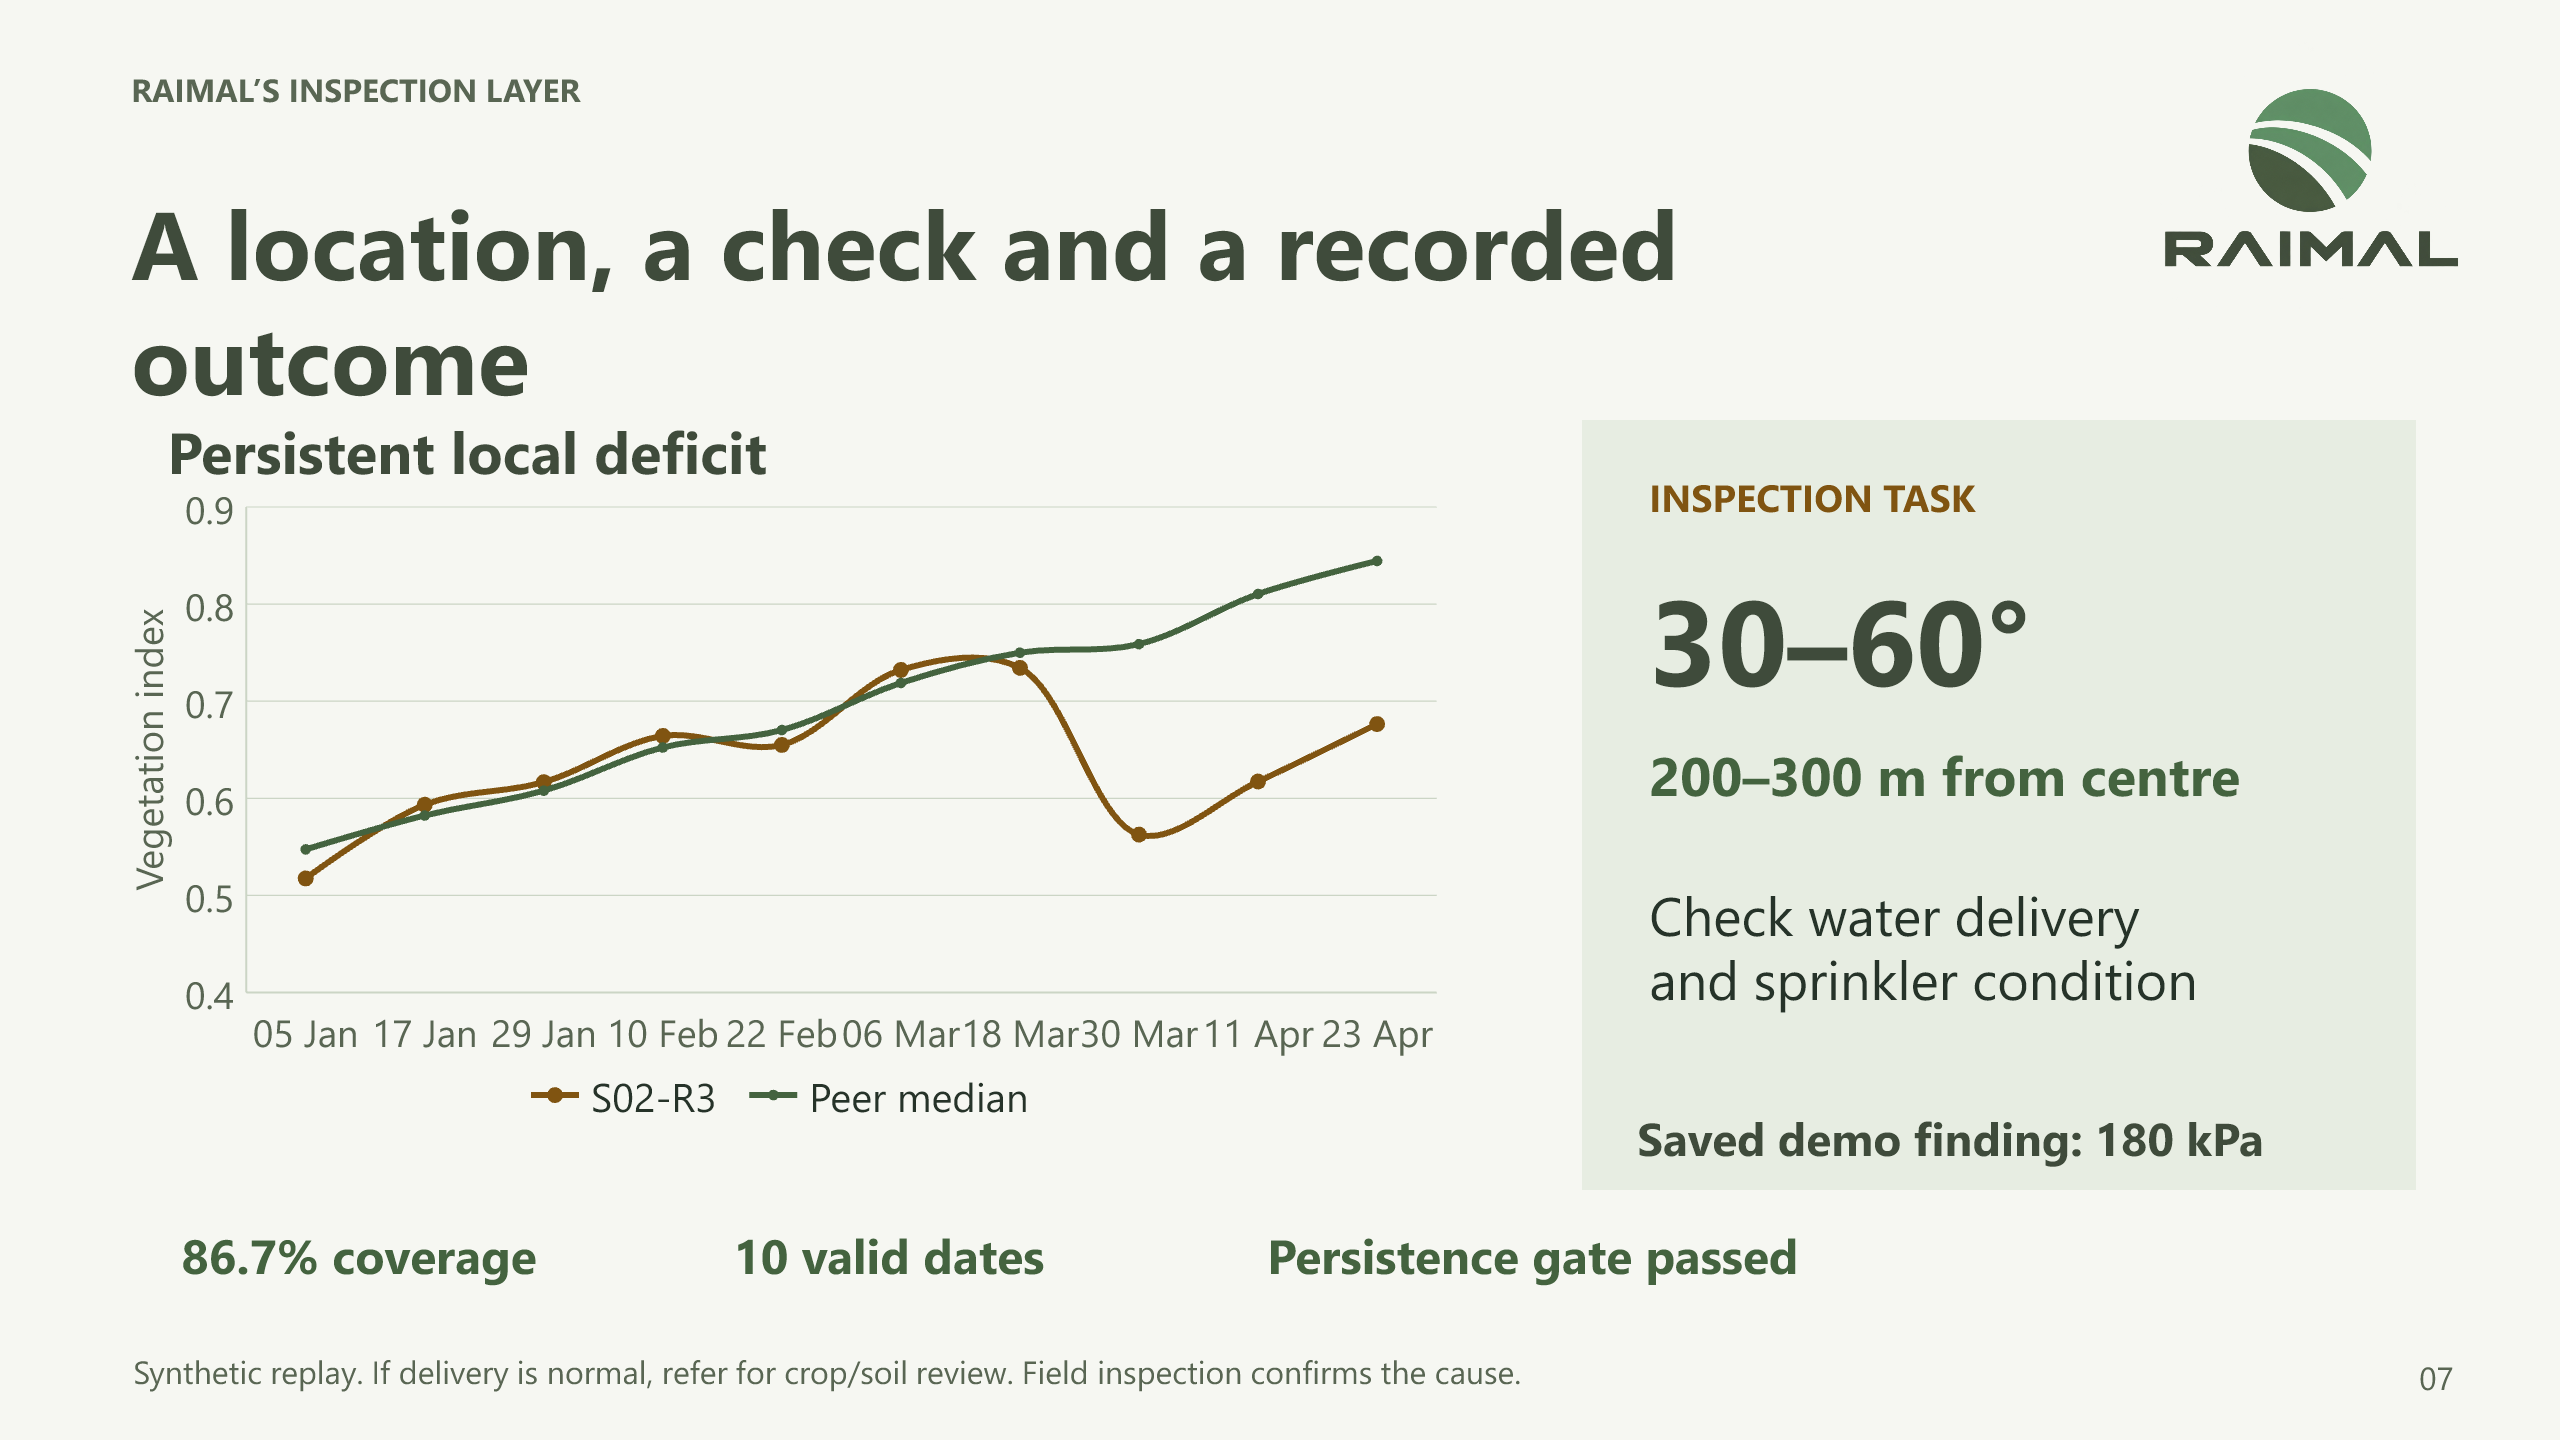 RAIMAL’S INSPECTION LAYER
RAIMAL
A location, a check and a recorded
outcome
Persistent local deficit
Vegetation index
0.9
0.8
0.7
0.6
0.5
0.4
05 Jan 17 Jan 29 Jan 10 Feb 22 Feb 06 Mar 18 Mar 30 Mar 11 Apr 23 Apr
S02-R3 Peer median
INSPECTION TASK
30–60°
200–300 m from centre
Check water delivery
and sprinkler condition
Saved demo finding: 180 kPa
86.7% coverage
10 valid dates
Persistence gate passed
Synthetic replay. If delivery is normal, refer for crop/soil review. Field inspection confirms the cause.
07